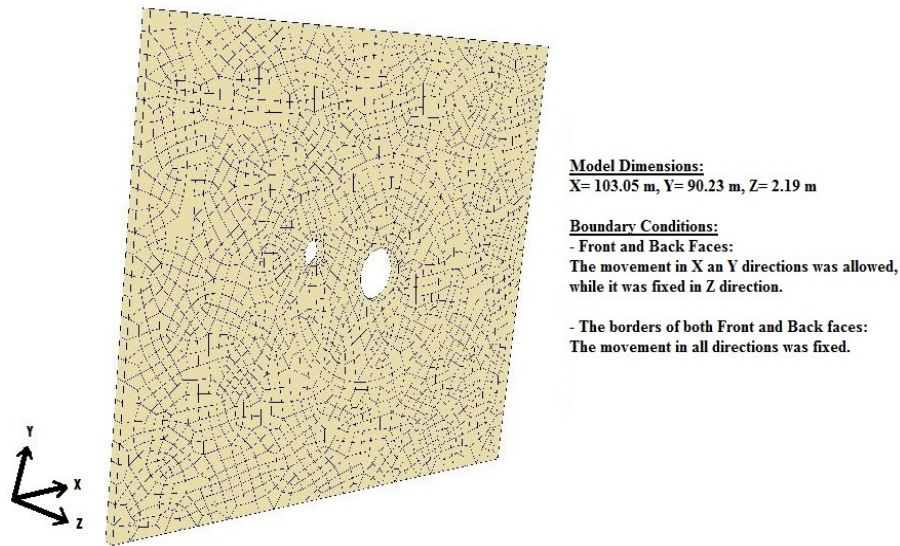 Model Dimensions:
X= 103.05 m, Y= 90.23 m, Z= 2.19 m
Boundary Conditions:
- Front and Back Faces:
The movement in X an Y directions was allowed,
while it was fixed in Z direction.
- The borders of both Front and Back faces:
The movement in all directions was fixed.
Y
X
Z